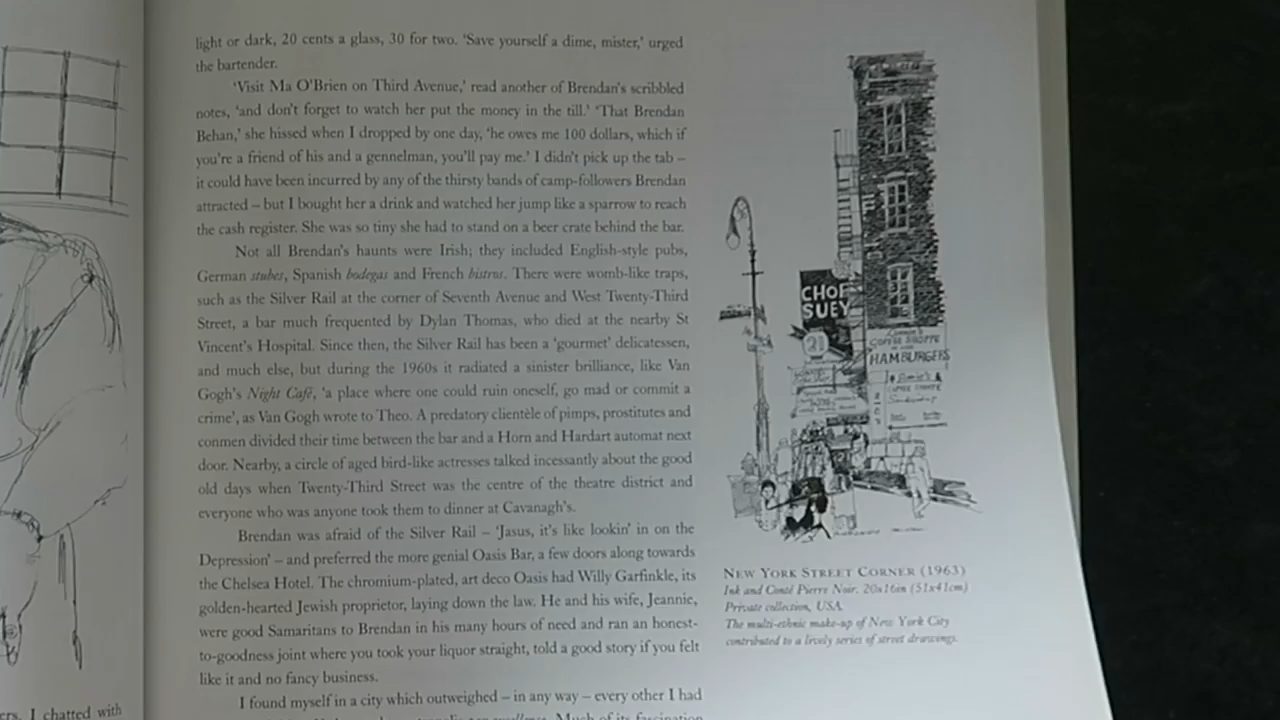 light or dark, 20 cents a glass, 30 for two. 'Save yourself a dime, mister,' urged
the bartender.
'Visit Ma O'Brien on Third Avenue,' read another of Brendan's scribbled
notes, 'and don't forget to watch her put the money in the till.' 'That Brendan
Behan,' she hissed when I dropped by one day, 'he owes me 100 dollars, which if
you're a friend of his and a gennelman, you'll pay me.' I didn't pick up the tab –
it could have been incurred by any of the thirsty bands of camp-followers Brendan
attracted – but I bought her a drink and watched her jump like a sparrow to reach
the cash register. She was so tiny she had to stand on a beer crate behind the bar.
Not all Brendan's haunts were Irish; they included English-style pubs,
German stubes, Spanish bodegas and French bistros. There were womb-like traps,
such as the Silver Rail at the corner of Seventh Avenue and West Twenty-Third
Street, a bar much frequented by Dylan Thomas, who died at the nearby St
Vincent's Hospital. Since then, the Silver Rail has been a 'gourmet' delicatessen,
and much else, but during the 1960s it radiated a sinister brilliance, like Van
Gogh's Night Café, 'a place where one could ruin oneself, go mad or commit a
crime', as Van Gogh wrote to Theo. A predatory clientèle of pimps, prostitutes and
conmen divided their time between the bar and a Horn and Hardart automat next
door. Nearby, a circle of aged bird-like actresses talked incessantly about the good
old days when Twenty-Third Street was the centre of the theatre district and
everyone who was anyone took them to dinner at Cavanagh's.
Brendan was afraid of the Silver Rail – 'Jasus, it's like lookin' in on the
Depression' – and preferred the more genial Oasis Bar, a few doors along towards
the Chelsea Hotel. The chromium-plated, art deco Oasis had Willy Garfinkle, its
golden-hearted Jewish proprietor, laying down the law. He and his wife, Jeannie,
were good Samaritans to Brendan in his many hours of need and ran an honest-
to-goodness joint where you took your liquor straight, told a good story if you felt
like it and no fancy business.
I found myself in a city which outweighed – in any way – every other I had
Much of its fascination
ers. I chatted with
CHOP
SUEY
21
COFFEE SHOPPE
HAMBURGERS
NEW YORK STREET CORNER (1963)
Ink and Conté Pierre Noir. 20x16in (51x41cm)
Private collection, USA
The multi-ethnic make-up of New York City
contributed to a lively series of street drawings.